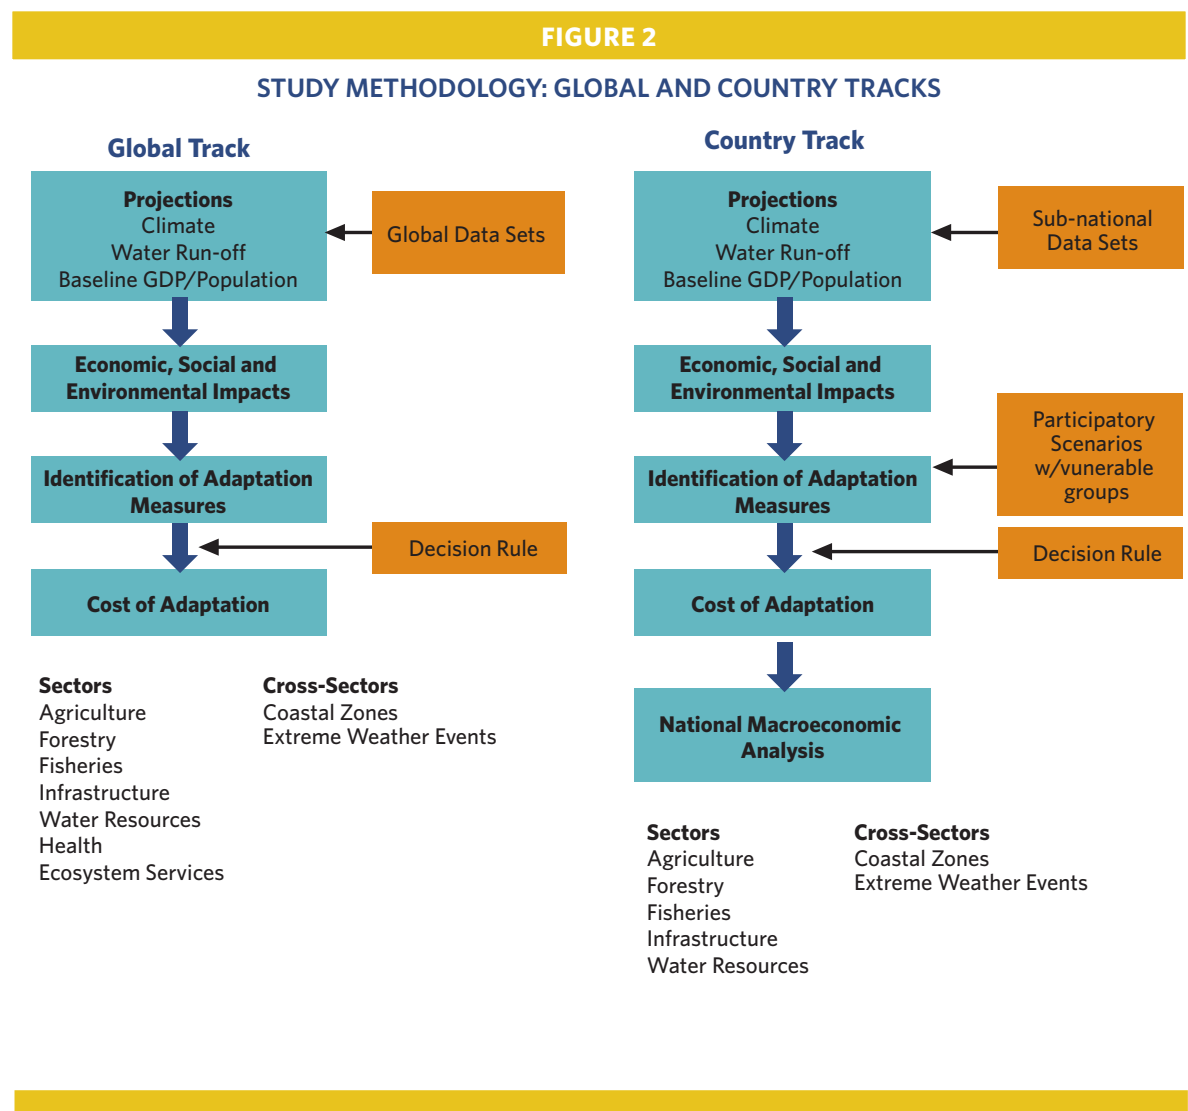 FIGURE 2
STUDY METHODOLOGY: GLOBAL AND COUNTRY TRACKS
Global Track
Projections
Climate
Water Run-off
Baseline GDP/Population
Global Data Sets
Economic, Social and
Environmental Impacts
Identification of Adaptation
Measures
Decision Rule
Cost of Adaptation
Sectors
Agriculture
Forestry
Fisheries
Infrastructure
Water Resources
Health
Ecosystem Services
Cross-Sectors
Coastal Zones
Extreme Weather Events
Country Track
Projections
Climate
Water Run-off
Baseline GDP/Population
Sub-national
Data Sets
Economic, Social and
Environmental Impacts
Identification of Adaptation
Measures
Participatory
Scenarios
w/vunerable
groups
Decision Rule
Cost of Adaptation
National Macroeconomic
Analysis
Sectors
Agriculture
Forestry
Fisheries
Infrastructure
Water Resources
Cross-Sectors
Coastal Zones
Extreme Weather Events